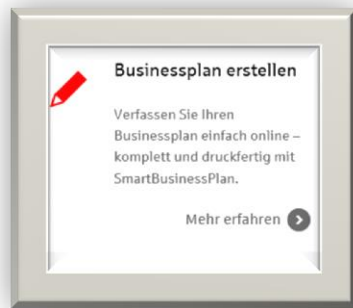 Businessplan erstellen
Verfassen Sie Ihren
Businessplan einfach online –
komplett und druckfertig mit
SmartBusinessPlan.
Mehr erfahren